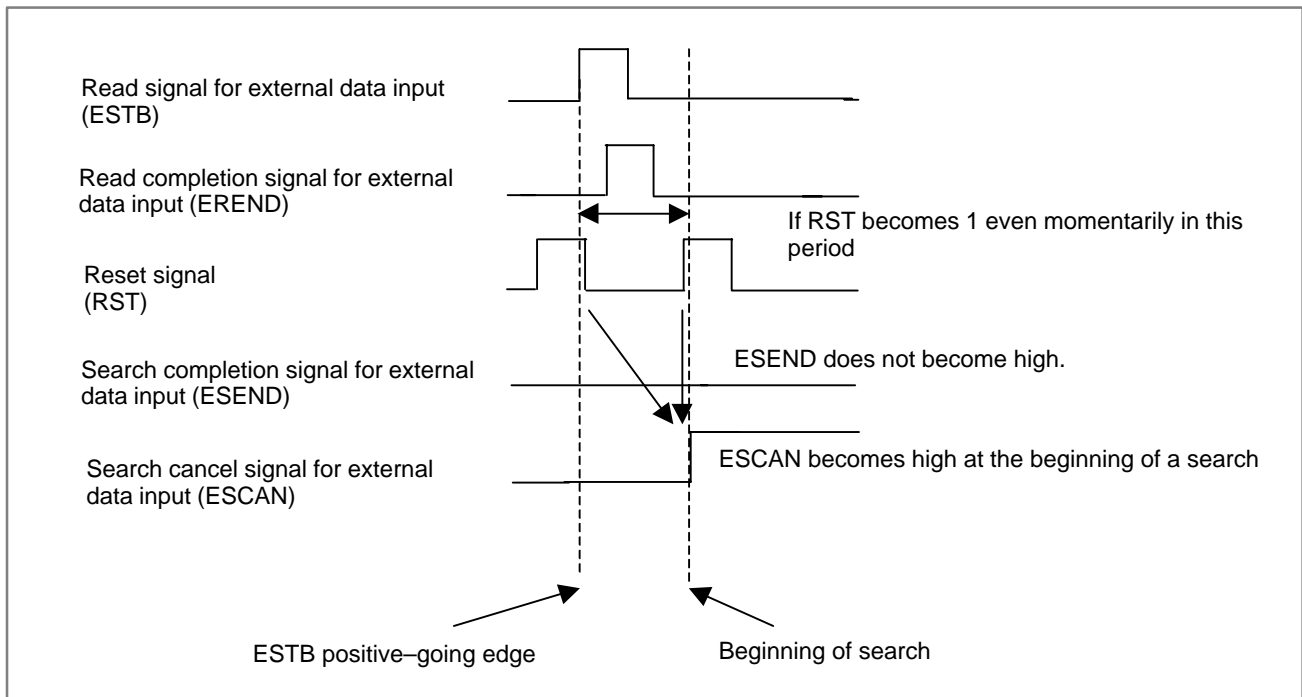 Read signal for external data input
(ESTB)
Read completion signal for external
data input (EREND)
If RST becomes 1 even momentarily in this
period
Reset signal
(RST)
ESEND does not become high.
Search completion signal for external
data input (ESEND)
ESCAN becomes high at the beginning of a search
Search cancel signal for external
data input (ESCAN)
ESTB positive–going edge
Beginning of search